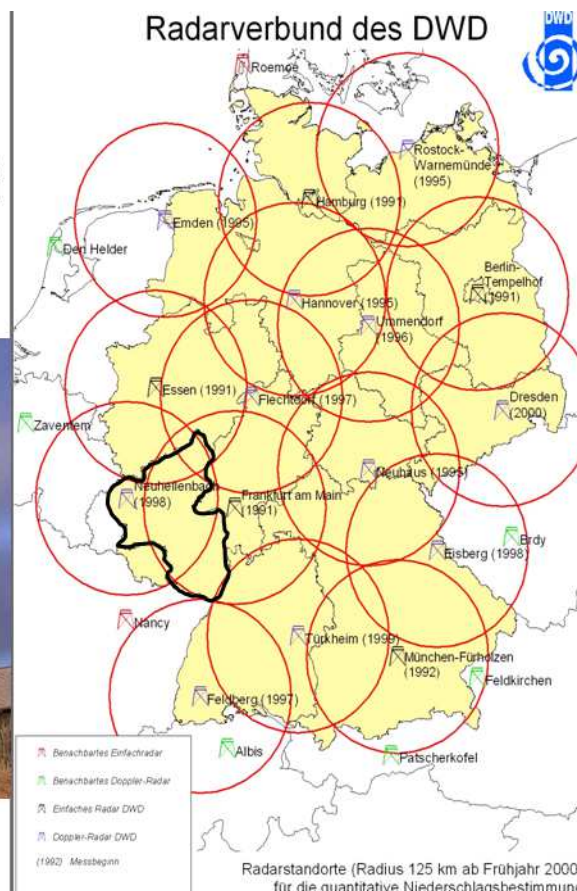 Radarverbund des DWD
DWD
Roemoe
Rostock-
Warnemünde
(1995)
Hamburg (1991)
Emden (1995)
Den Helder
Berlin-
Tempelhof
(1991)
Hannover (1995)
Ummendorf
(1996)
Essen (1991)
Flechtdorf (1997)
Dresden
(2000)
Zaventem
Neuhaus (1995)
(1998)
Frankfurt am Main
(1991)
Brdy
Eisberg (1998)
Nancy
Türkheim (1999)
München-Fürholzen
(1992)
Feldkirchen
Feldberg (1997)
Albis
Patscherkofel
Benachbartes Einfachradar
Benachbartes Doppler-Radar
Einfaches Radar DWD
Doppler-Radar DWD
(1992) Messbeginn
Radarstandorte (Radius 125 km ab Frühjahr 2000
für die quantitative Niederschlagsbestimmung